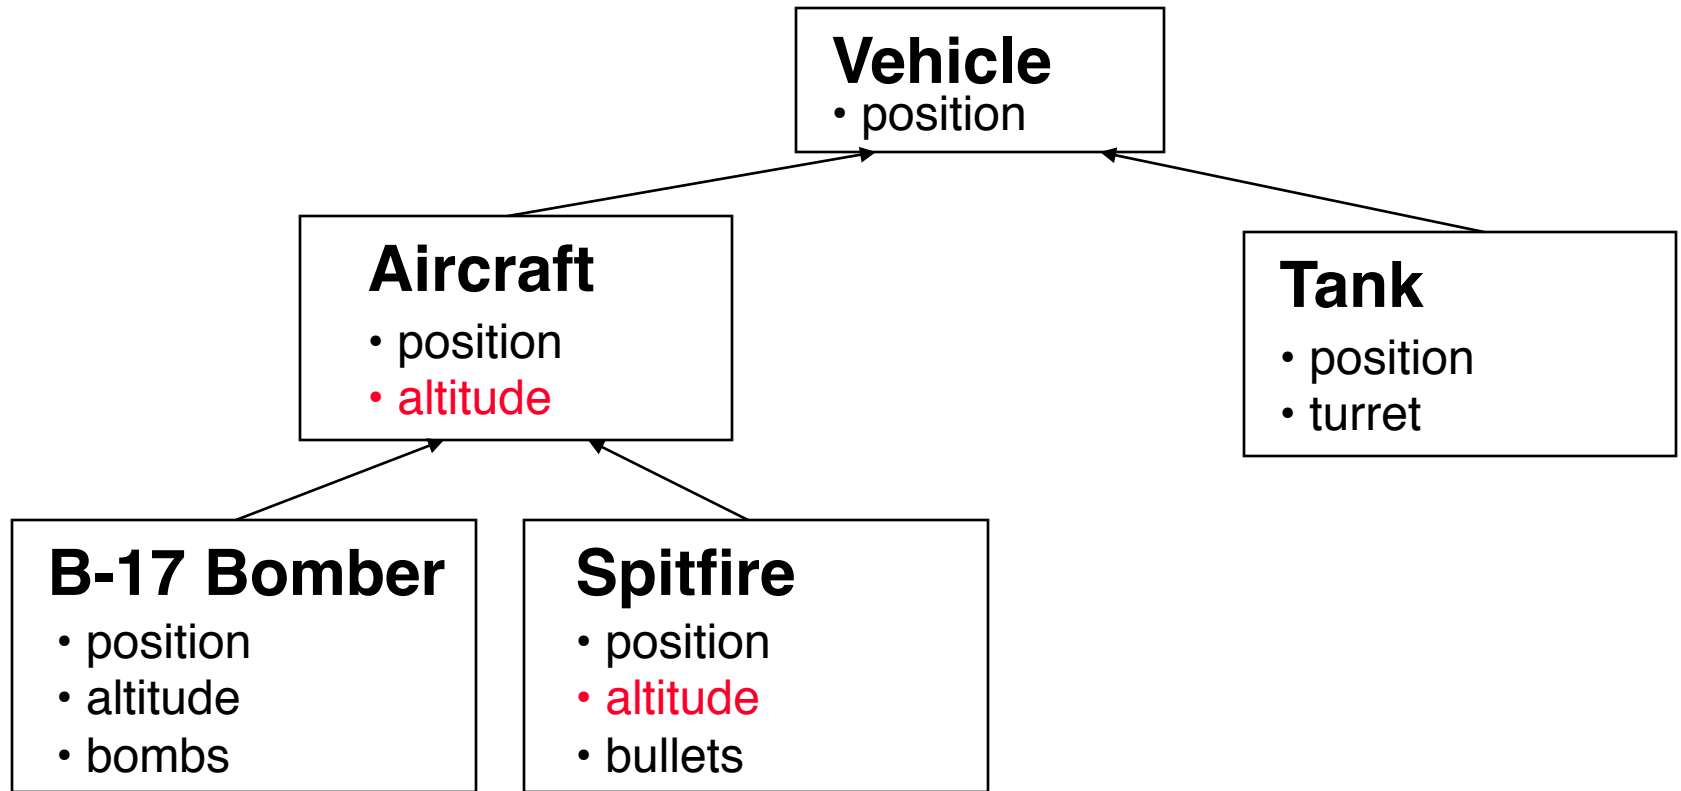 Vehicle
• position
Aircraft
• position
• altitude
Tank
• position
• turret
B-17 Bomber
• position
• altitude
• bombs
Spitfire
• position
• altitude
• bullets